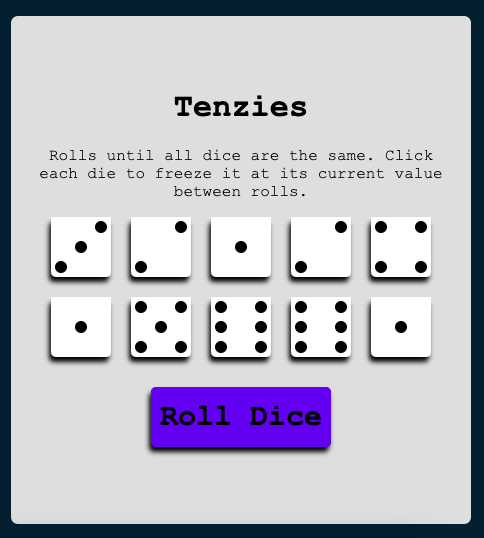 Tenzies
Rolls until all dice are the same. Click
each die to freeze it at its current value
between rolls.
Roll Dice